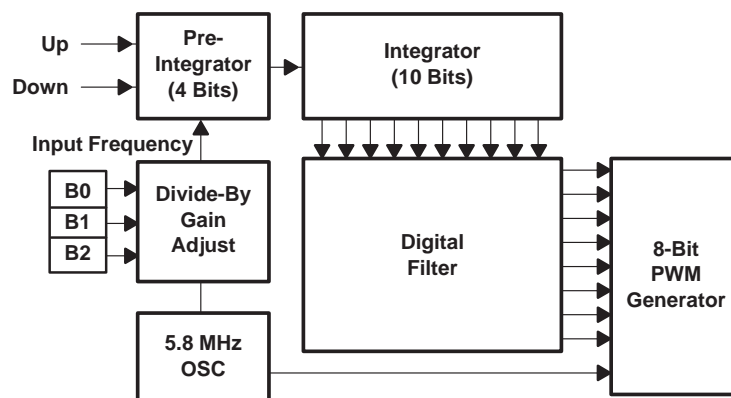 Up
Down
Pre-
Integrator
(4 Bits)
Integrator
(10 Bits)
Input Frequency
B0
B1
B2
Divide-By
Gain
Adjust
Digital
Filter
8-Bit
PWM
Generator
5.8 MHz
OSC